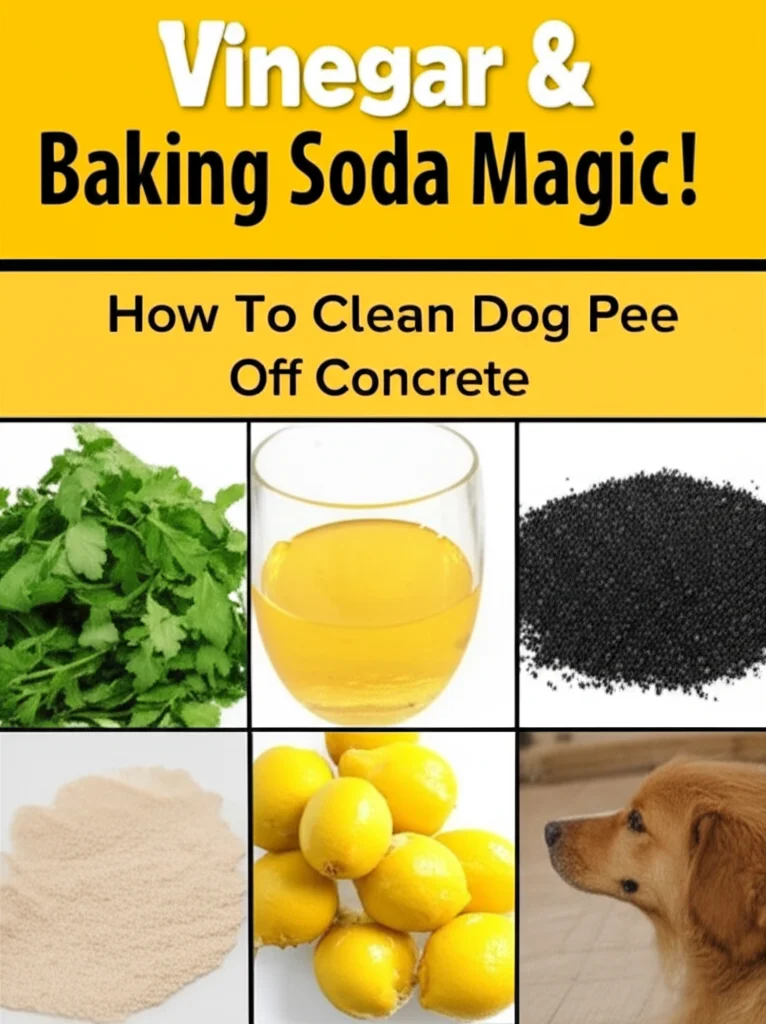 Vinegar &
Baking Soda Magic!
How To Clean Dog Pee
Off Concrete